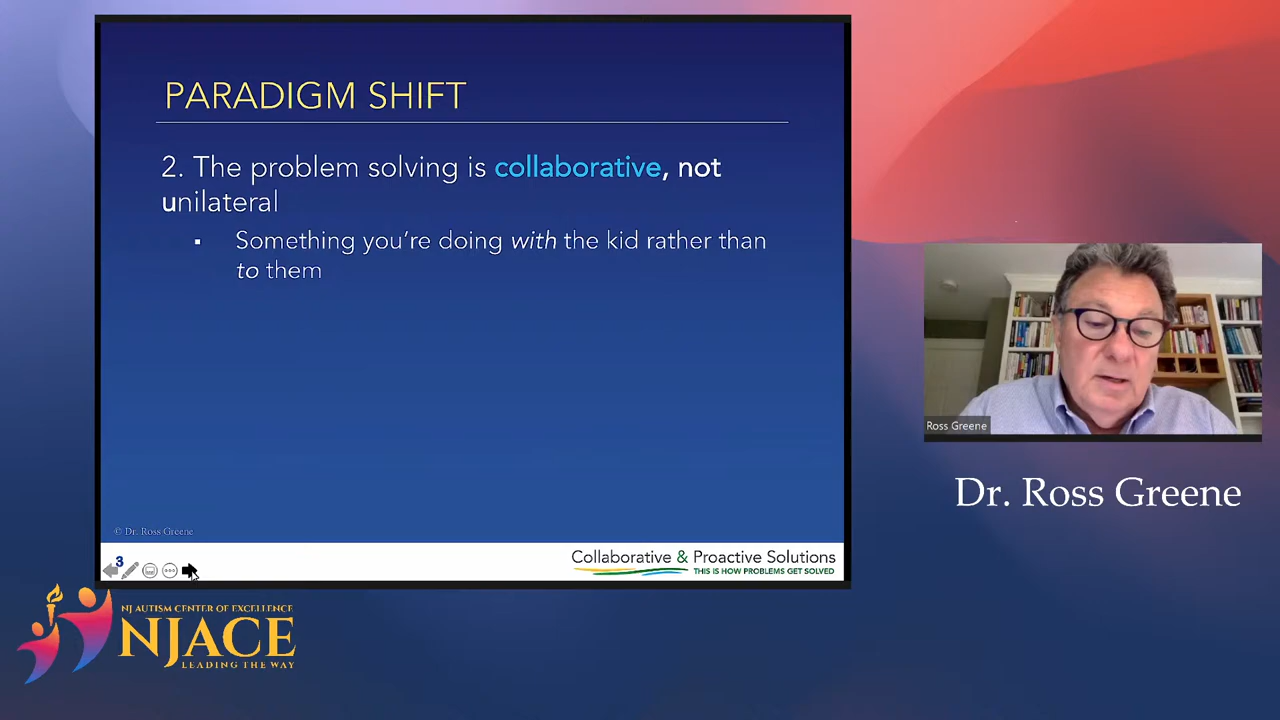 PARADIGM SHIFT
2. The problem solving is collaborative, not
unilateral
▪ Something you're doing with the kid rather than
to them
© Dr. Ross Greene
3
Collaborative & Proactive Solutions
THIS IS HOW PROBLEMS GET SOLVED
Ross Greene
Dr. Ross Greene
NJ AUTISM CENTER OF EXCELLENCE
NJACE
LEADING THE WAY